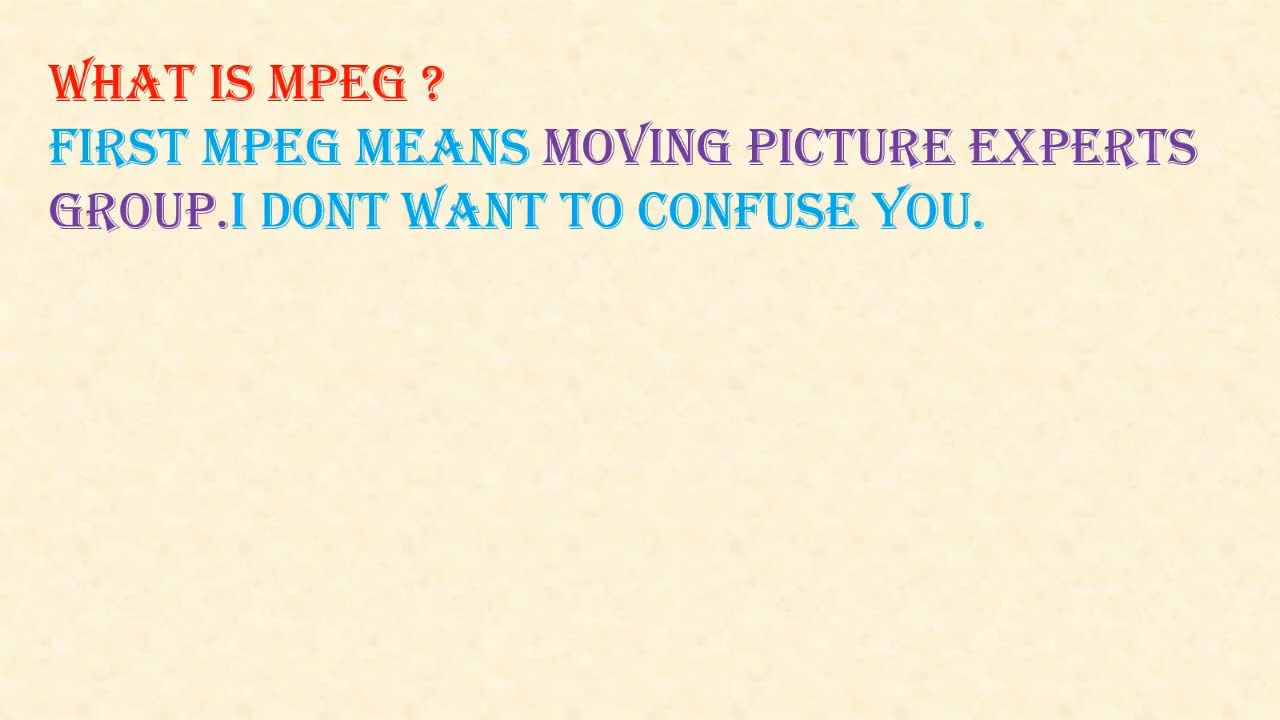 WHAT IS MPEG ?
FIRST MPEG MEANS MOVING PICTURE EXPERTS
GROUP.I DONT WANT TO CONFUSE YOU.